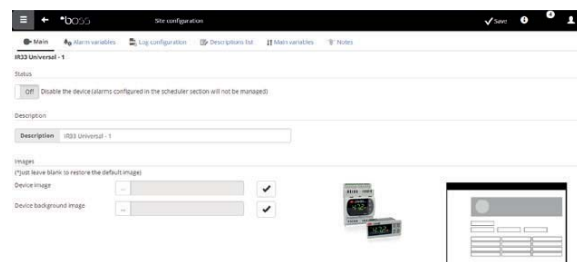 *boss
Site configuration
Save
Main
Alarm variables
Log configuration
Descriptions list
Main variables
Notes
IR33 Universal - 1
Status
Off
Disable the device (alarms configured in the scheduler section will not be managed)
Description
Description
IR33 Universal - 1
Images
(*)just leave blank to restore the default image)
Device image
...
Device background image
...